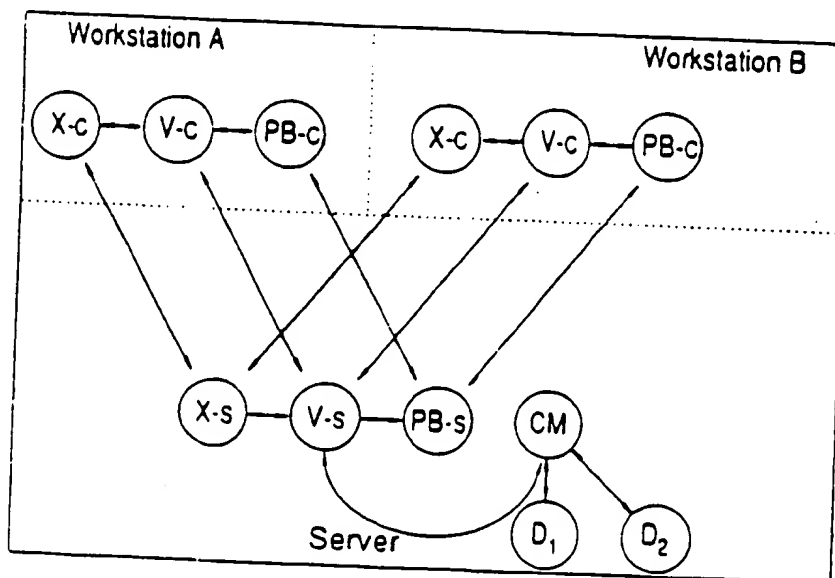 Workstation A
Workstation B
X-c
V-c
PB-c
X-c
V-c
PB-c
X-s
V-s
PB-s
CM
Server
D₁
D₂